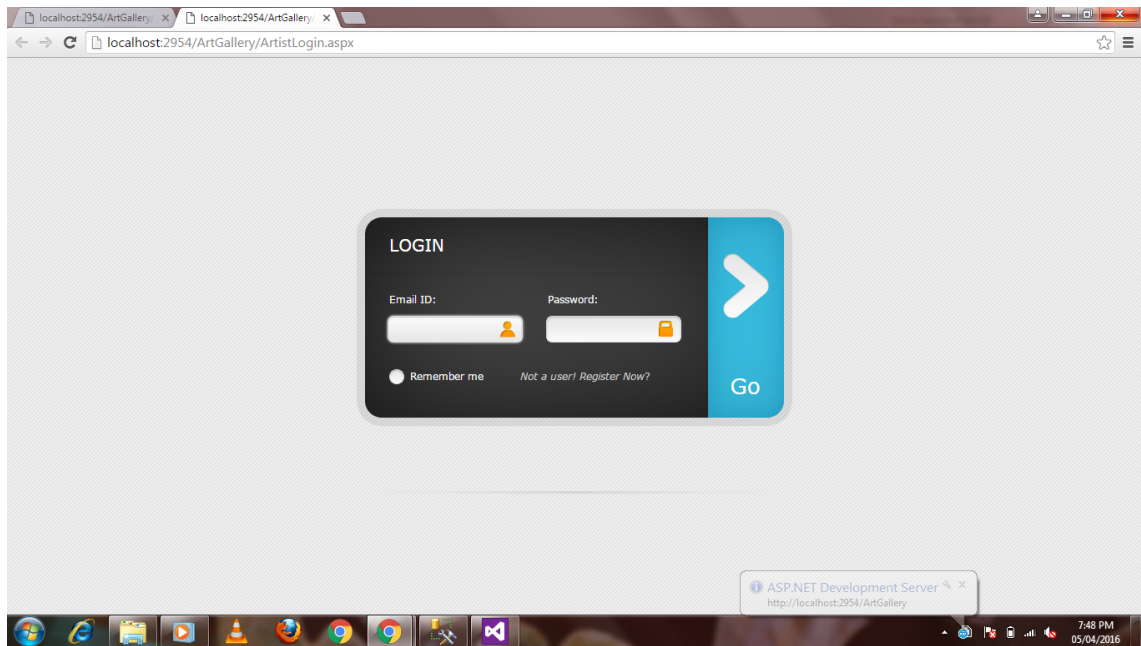 localhost:2954/ArtGallery/ localhost:2954/ArtGallery/
localhost:2954/ArtGallery/ArtistLogin.aspx
LOGIN
Email ID: Password:
Remember me Not a user! Register Now?
Go
ASP.NET Development Server
http://localhost:2954/ArtGallery
7:48 PM
05/04/2016